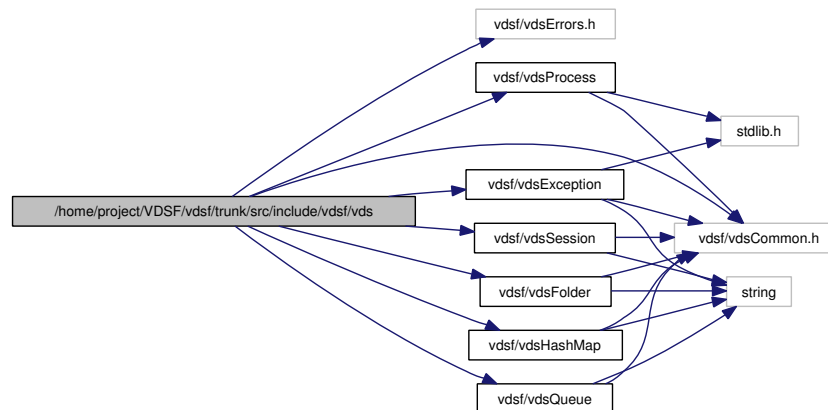 vdsf/vdsErrors.h
vdsf/vdsProcess
stdlib.h
vdsf/vdsException
/home/project/VDSF/vdsf/trunk/src/include/vdsf/vds
vdsf/vdsSession
vdsf/vdsCommon.h
vdsf/vdsFolder
string
vdsf/vdsHashMap
vdsf/vdsQueue